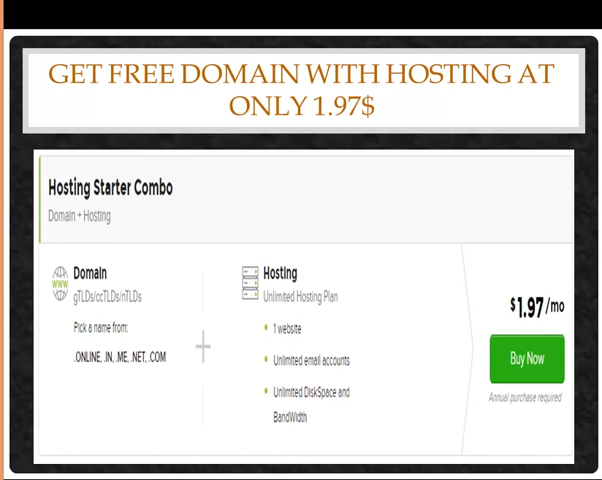 GET FREE DOMAIN WITH HOSTING AT
ONLY 1.97$
Hosting Starter Combo
Domain + Hosting
www
Domain
gTLDs/ccTLDs/nTLDs
Pick a name from:
.ONLINE, .IN, .ME, .NET, .COM
+
Hosting
Unlimited Hosting Plan
1 website
Unlimited email accounts
Unlimited DiskSpace and
BandWidth
$1.97/mo
Buy Now
Annual purchase required